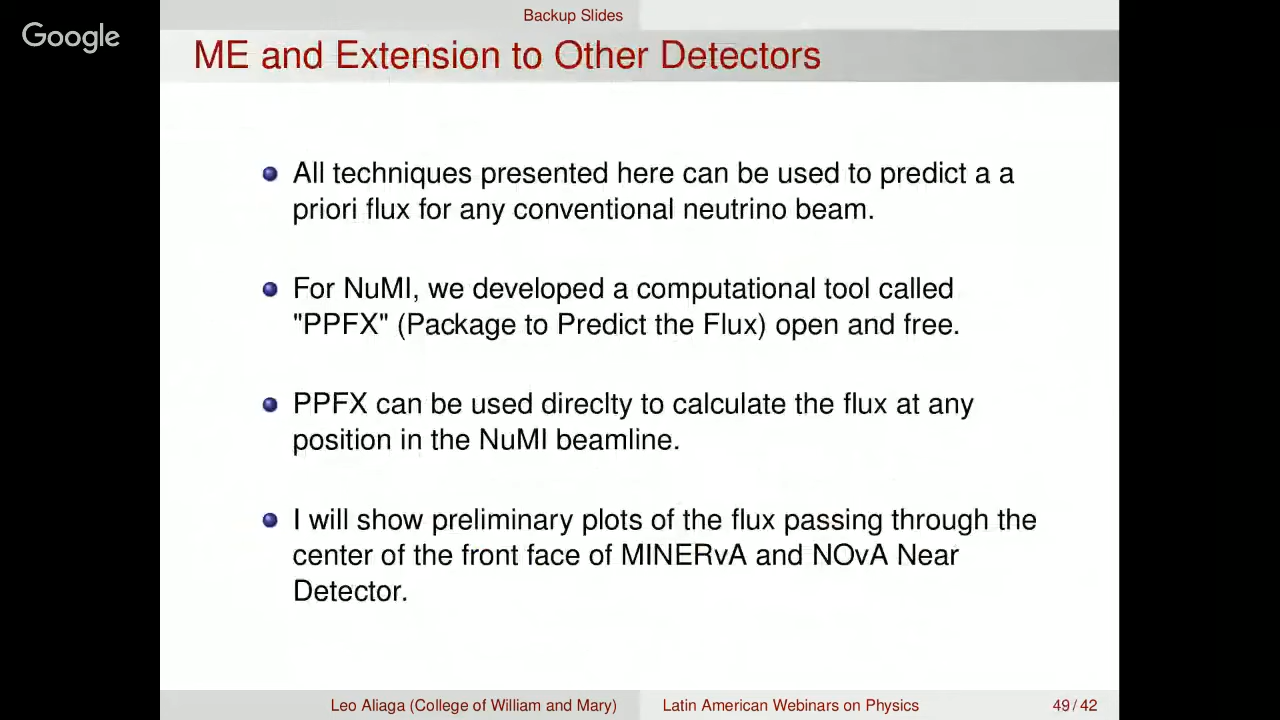 Backup Slides
Google
ME and Extension to Other Detectors
All techniques presented here can be used to predict a a
priori flux for any conventional neutrino beam.
For NuMI, we developed a computational tool called
"PPFX" (Package to Predict the Flux) open and free.
PPFX can be used direclty to calculate the flux at any
position in the NuMI beamline.
I will show preliminary plots of the flux passing through the
center of the front face of MINERvA and NOvA Near
Detector.
Leo Aliaga (College of William and Mary)
Latin American Webinars on Physics
49 / 42